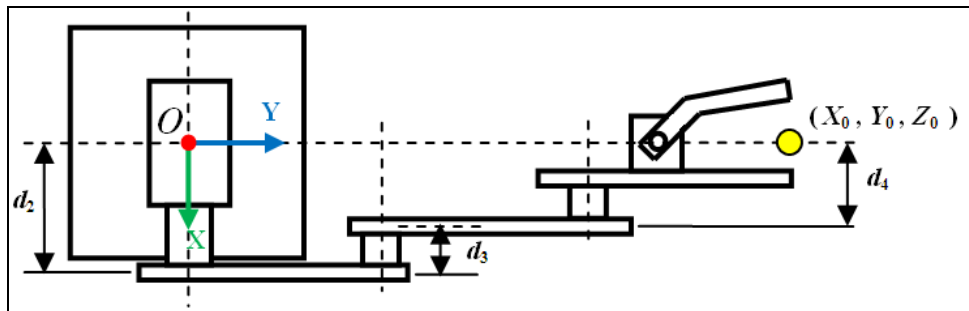 Y
O
(X₀ , Y₀ , Z₀ )
d₂
X
d₃
d₄